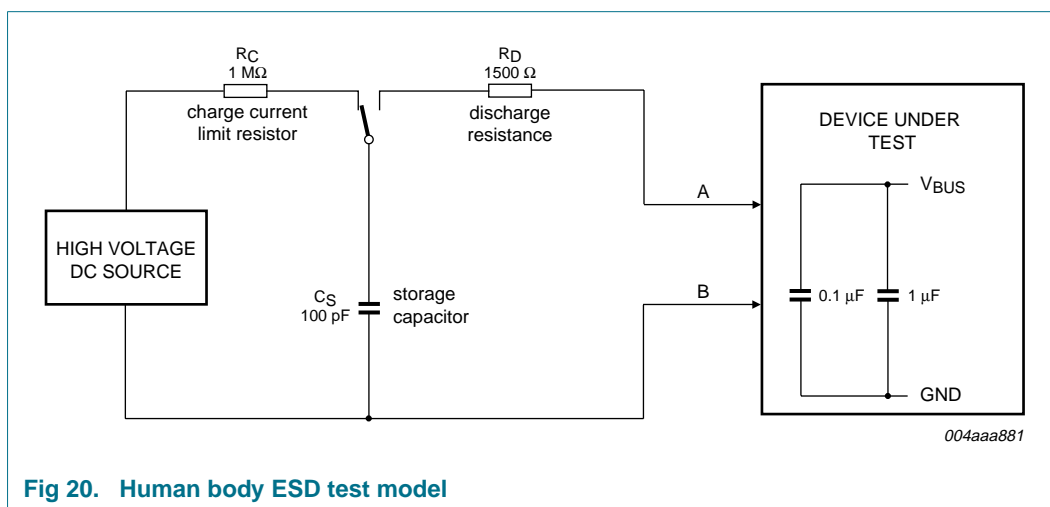 RC
1 MΩ
charge current
limit resistor
RD
1500 Ω
discharge
resistance
DEVICE UNDER
TEST
VBUS
A
HIGH VOLTAGE
DC SOURCE
CS
100 pF
storage
capacitor
B
0.1 μF
1 μF
GND
004aaa881
Fig 20. Human body ESD test model